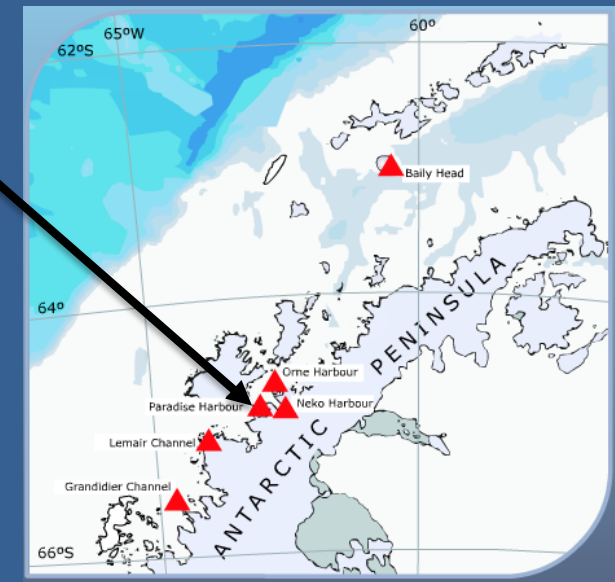 65ºW
60º
62ºS
Baily Head
64º
ANTARCTIC PENINSULA
Orne Harbour
Paradise Harbour
Neko Harbour
Lemair Channel
Grandidier Channel
66ºS